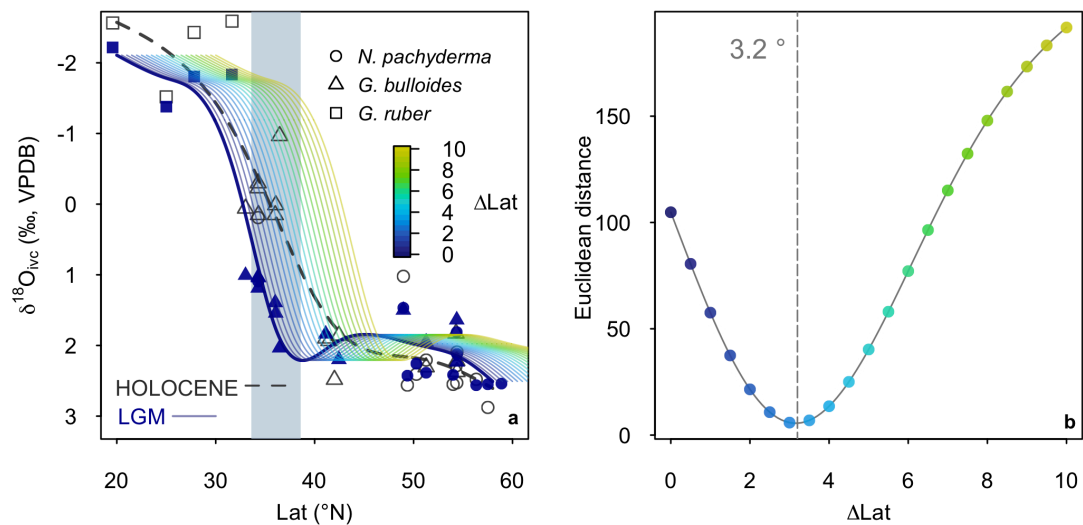 δ18Oivc (‰, VPDB)
-2
-1
0
1
2
3
N. pachyderma
G. bulloides
G. ruber
10
8
6
4
2
0
ΔLat
HOLOCENE
LGM
a
20
30
40
50
60
Lat (°N)
Euclidean distance
150
100
50
0
3.2 °
b
0
2
4
6
8
10
ΔLat